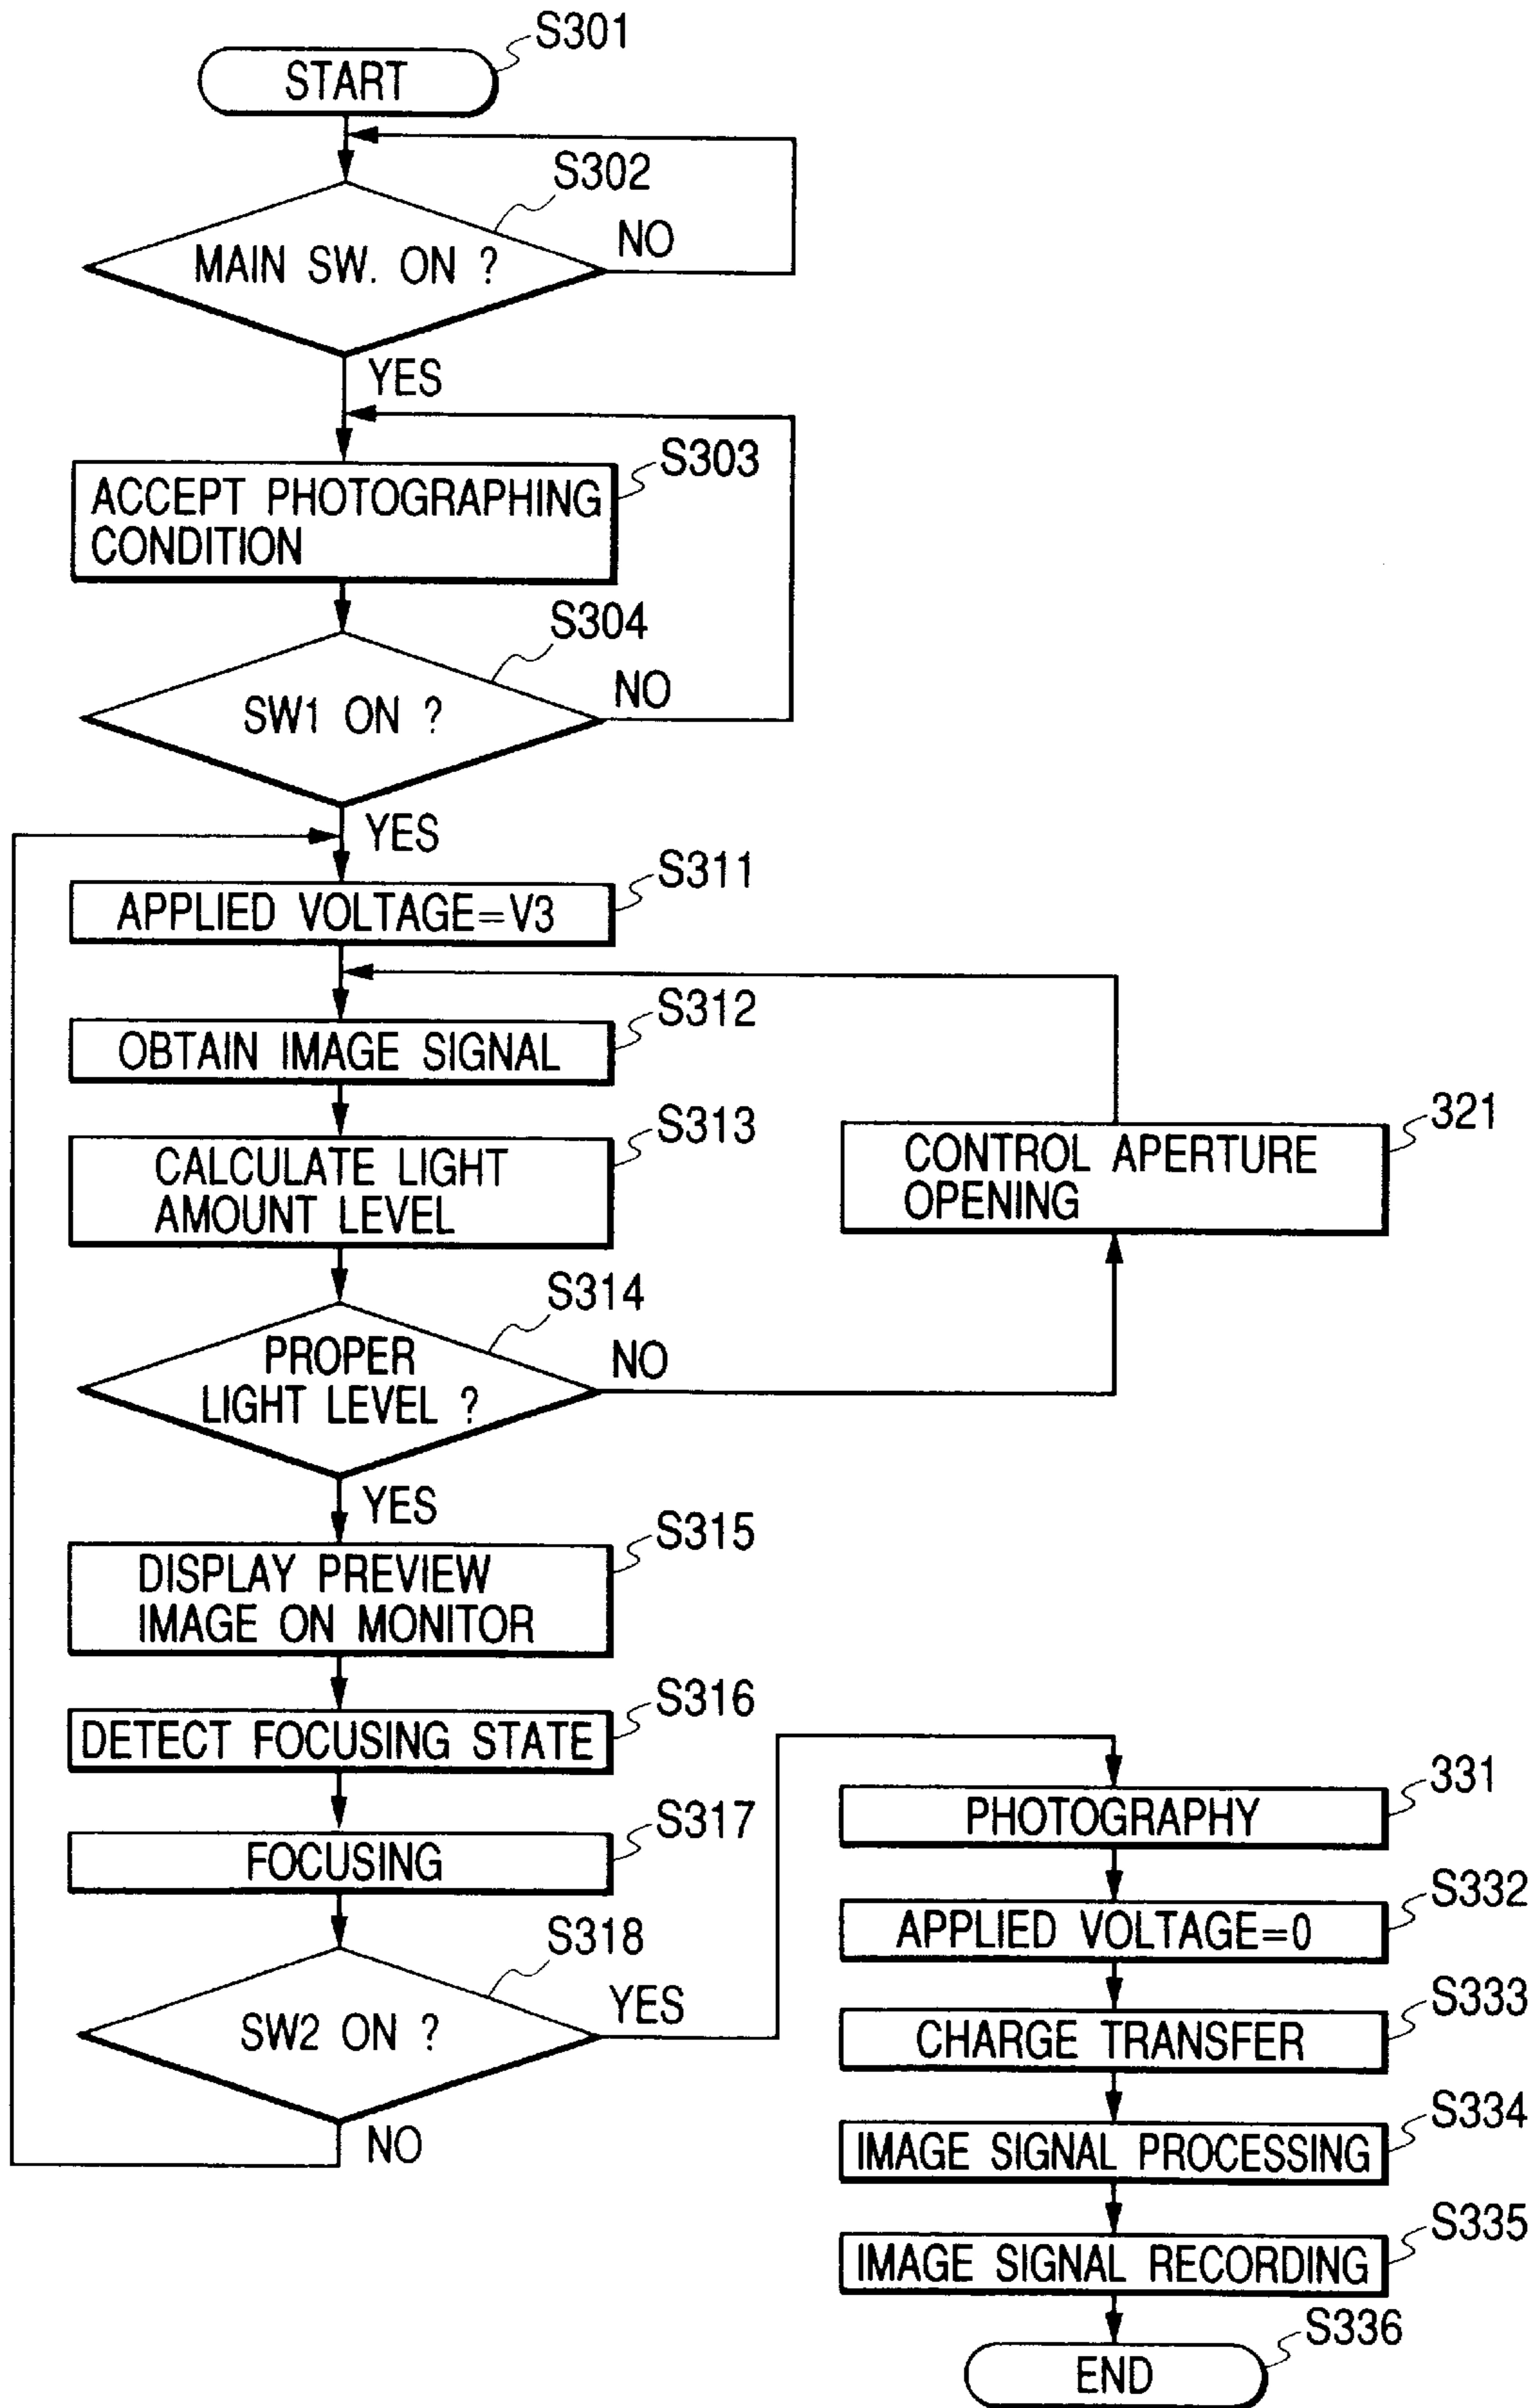 S301
START
S302
MAIN SW. ON ?
NO
YES
S303
ACCEPT PHOTOGRAPHING
CONDITION
S304
SW1 ON ?
NO
YES
S311
APPLIED VOLTAGE=V3
S312
OBTAIN IMAGE SIGNAL
S313
CALCULATE LIGHT
AMOUNT LEVEL
321
CONTROL APERTURE
OPENING
S314
PROPER
LIGHT LEVEL ?
NO
YES
S315
DISPLAY PREVIEW
IMAGE ON MONITOR
S316
DETECT FOCUSING STATE
S317
FOCUSING
S318
SW2 ON ?
YES
NO
331
PHOTOGRAPHY
S332
APPLIED VOLTAGE=0
S333
CHARGE TRANSFER
S334
IMAGE SIGNAL PROCESSING
S335
IMAGE SIGNAL RECORDING
S336
END